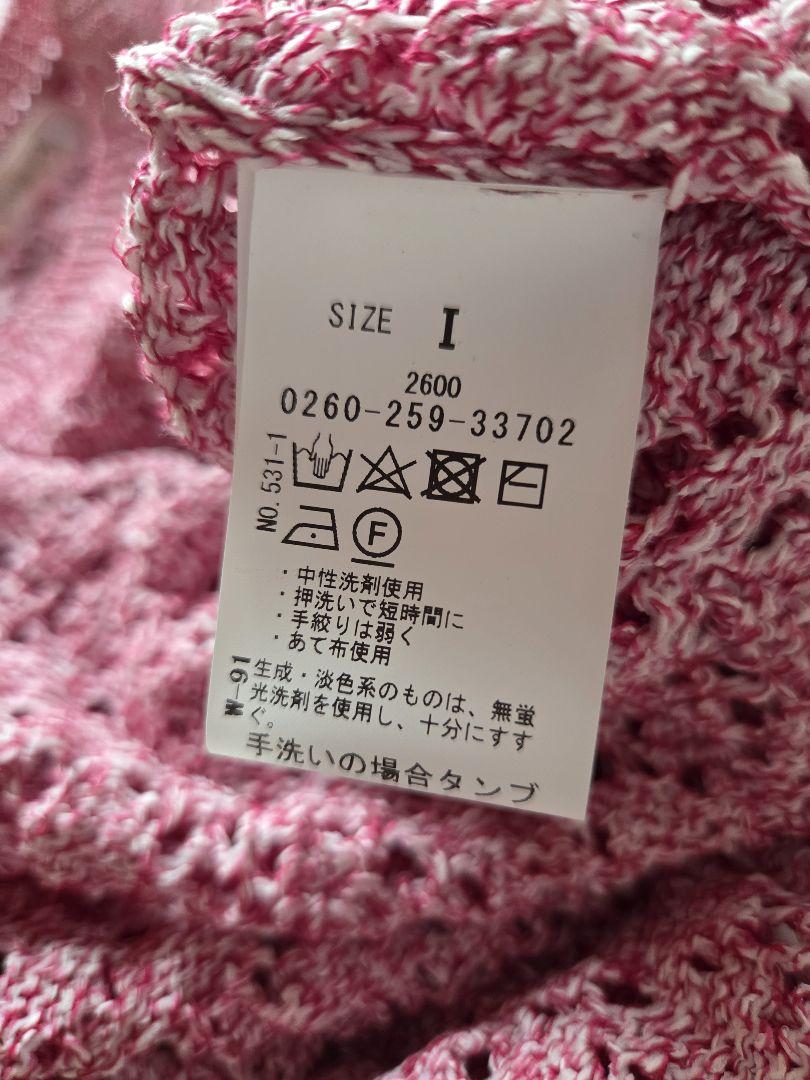 SIZE I
2600
0260-259-33702
NO.531-1
F
・中性洗剤使用
・押洗いで短時間に
・手絞りは弱く
・あて布使用
W-91
生成・淡色系のものは、無蛍
光洗剤を使用し、十分にすす
ぐ。
手洗いの場合タンブ